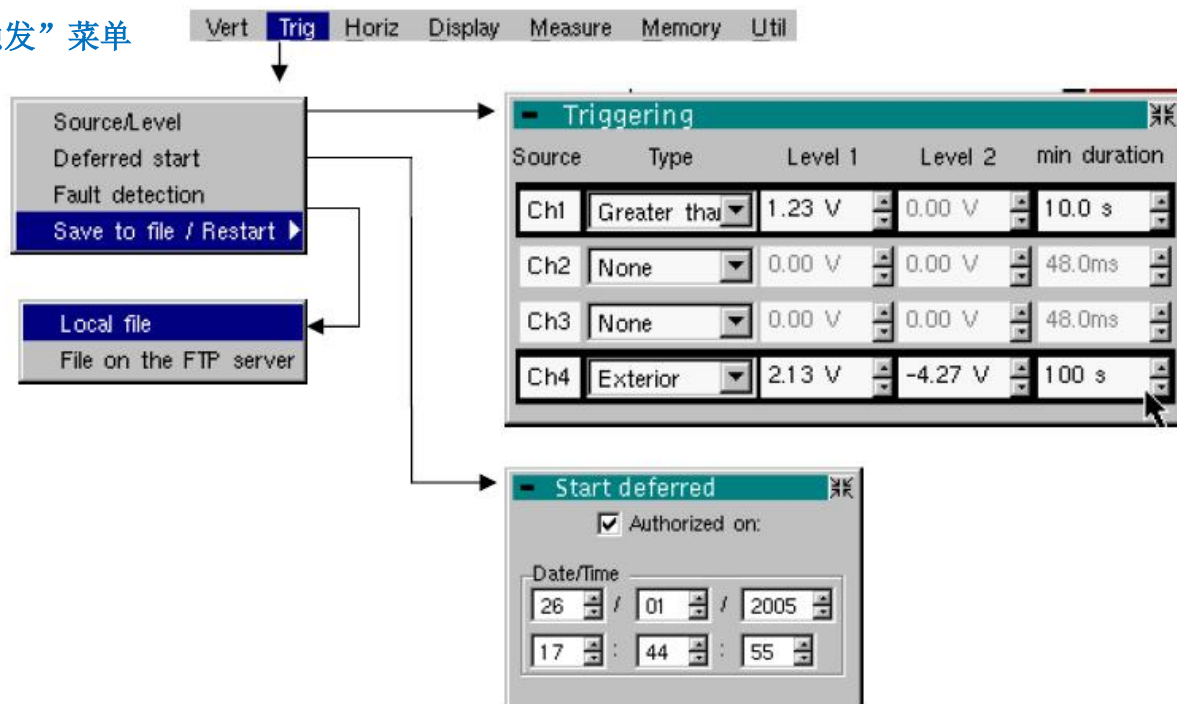 发”菜单
Vert Trig Horiz Display Measure Memory Util
Source/Level
Deferred start
Fault detection
Save to file / Restart
Local file
File on the FTP server
Triggering
Source Type Level 1 Level 2 min duration
Ch1 Greater tha 1.23 V 0.00 V 10.0 s
Ch2 None 0.00 V 0.00 V 48.0ms
Ch3 None 0.00 V 0.00 V 48.0ms
Ch4 Exterior 2.13 V -4.27 V 100 s
Start deferred
Authorized on:
Date/Time
26 / 01 / 2005
17 : 44 : 55